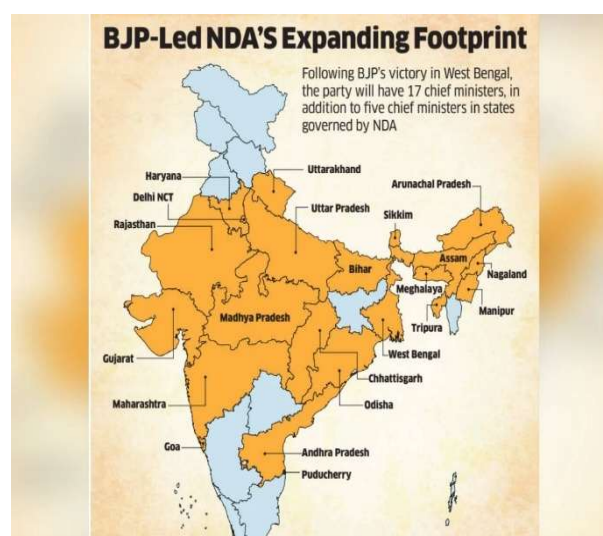 BJP-Led NDA'S Expanding Footprint
Following BJP's victory in West Bengal,
the party will have 17 chief ministers, in
addition to five chief ministers in states
governed by NDA
Uttarakhand
Haryana
Arunachal Pradesh
Delhi NCT
Uttar Pradesh
Sikkim
Rajasthan
Assam
Bihar
Nagaland
Meghalaya
Manipur
Madhya Pradesh
Tripura
West Bengal
Gujarat
Chhattisgarh
Maharashtra
Odisha
Goa
Andhra Pradesh
Puducherry